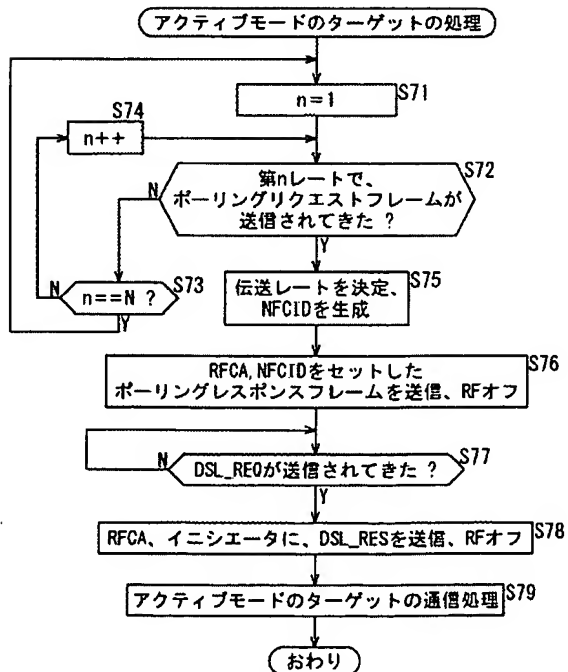 アクティブモードのターゲットの処理
n=1
S71
S74
n++
第nレートで、
ポーリングリクエストフレームが
送信されてきた ?
S72
N
Y
n==N ?
S73
N
Y
伝送レートを決定、
NFCIDを生成
S75
RFCA,NFCIDをセットした
ポーリングレスポンスフレームを送信、RFオフ
S76
DSL_REQが送信されてきた ?
S77
N
Y
RFCA、イニシエータに、DSL_RESを送信、RFオフ
S78
アクティブモードのターゲットの通信処理
S79
おわり